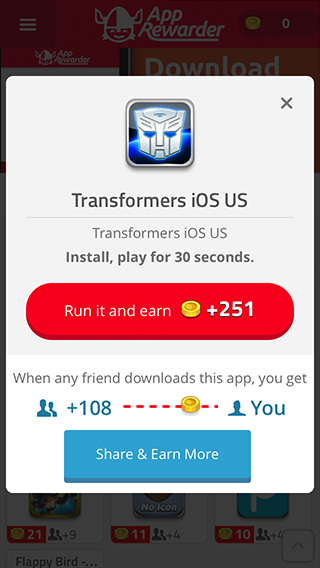 App
Rewarder
0
App
Rewarder
Download
Transformers iOS US
Transformers iOS US
Install, play for 30 seconds.
Run it and earn +251
When any friend downloads this app, you get
+108 You
Share & Earn More
No Icon
21 +9
11 +4
10 +4
Flappy Bird -...